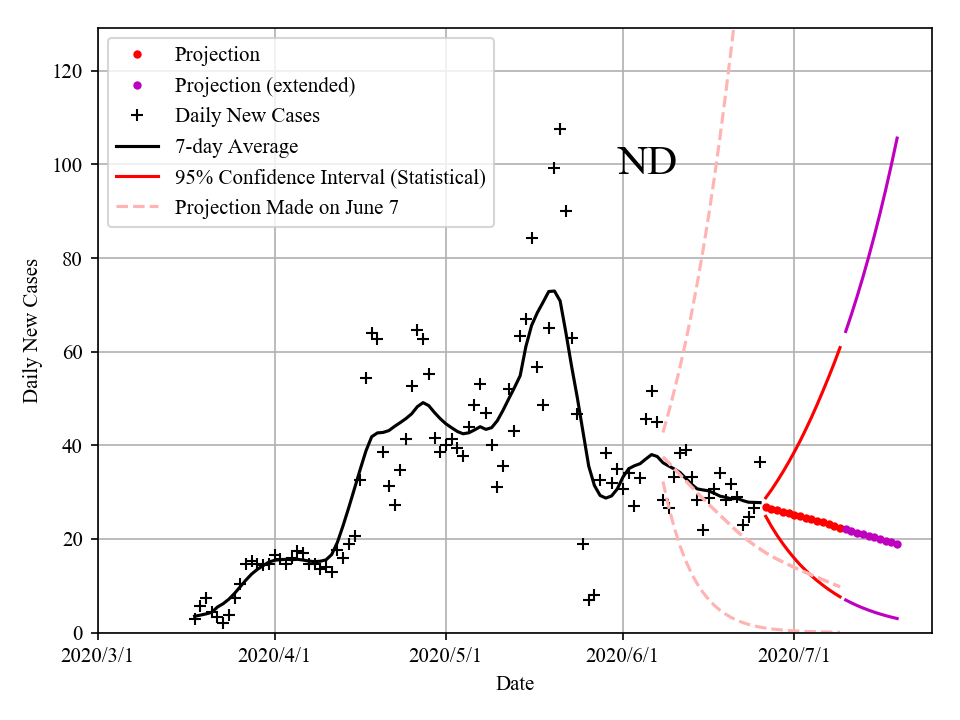 Projection
Projection (extended)
Daily New Cases
7-day Average
95% Confidence Interval (Statistical)
Projection Made on June 7
ND
120
100
80
60
40
20
0
Daily New Cases
2020/3/1 2020/4/1 2020/5/1 2020/6/1 2020/7/1
Date